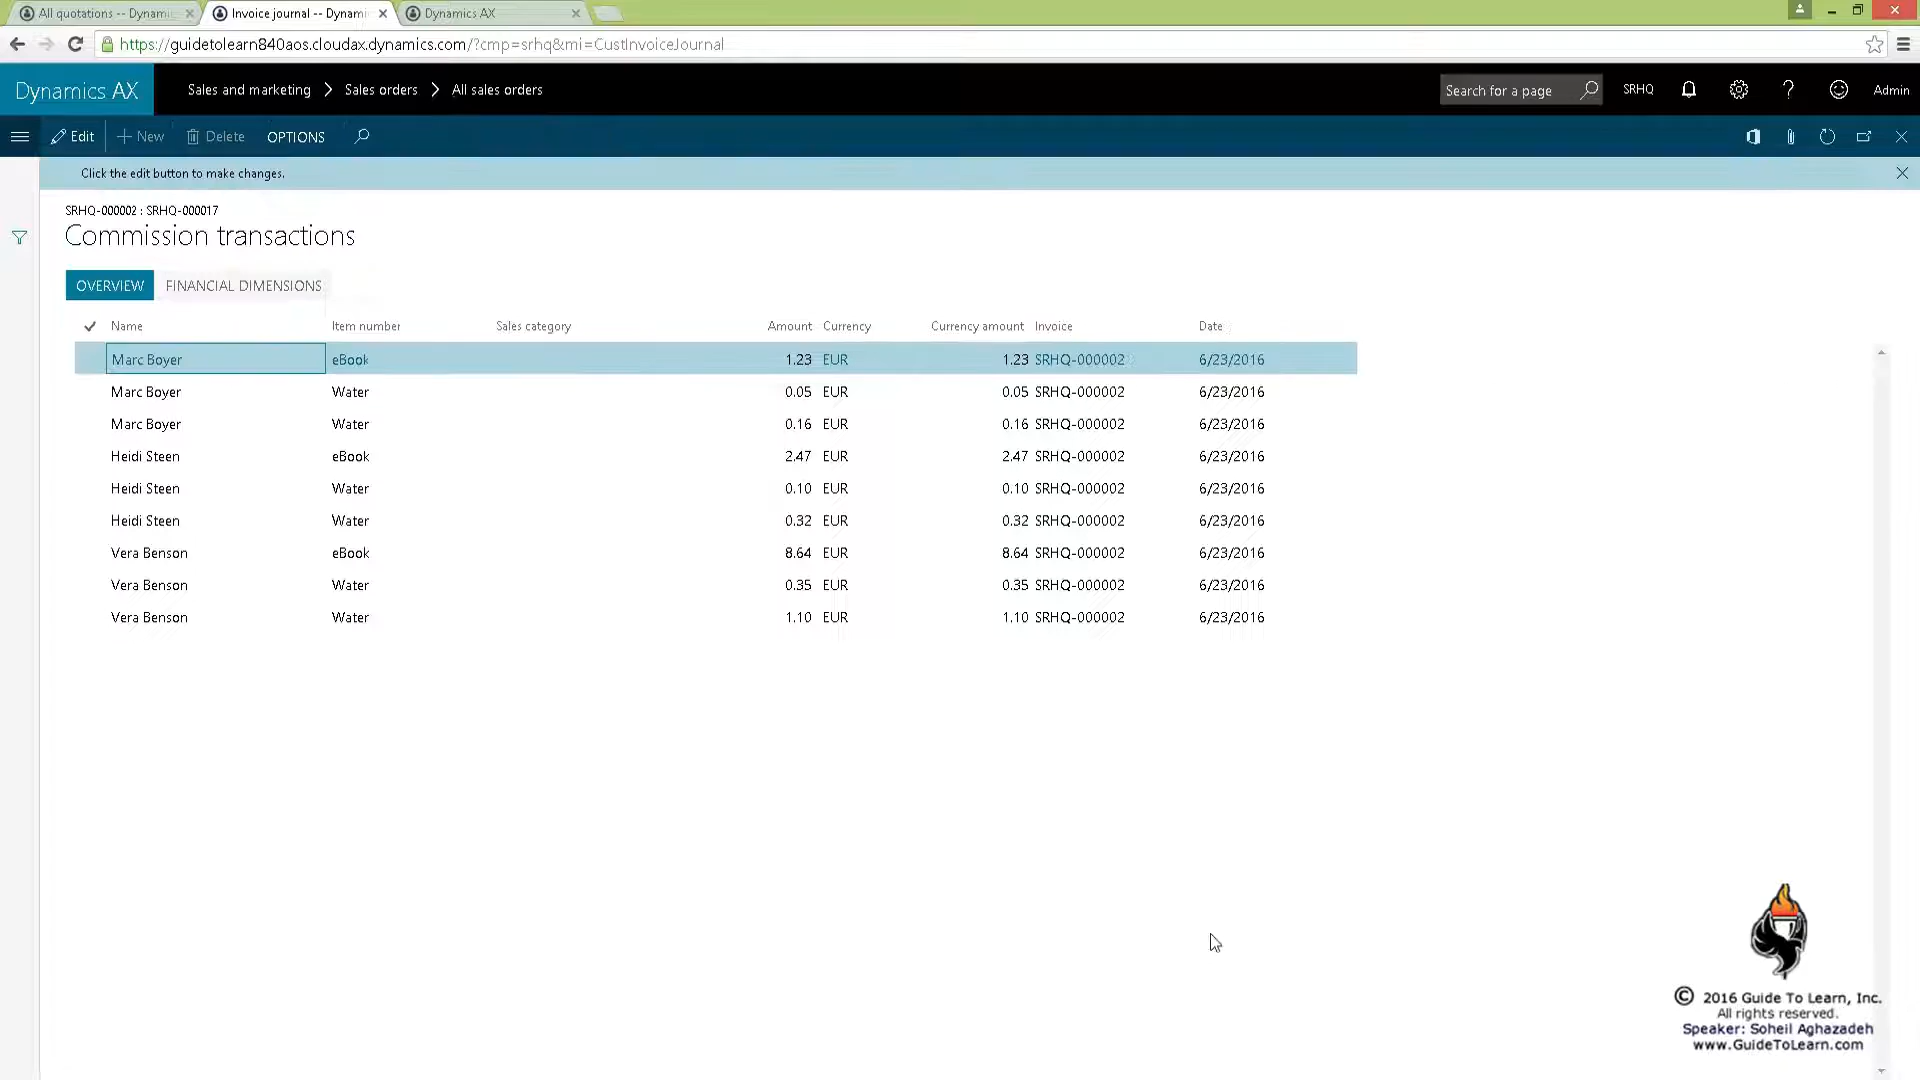 All quotations -- Dynami
Invoice journal -- Dynami
Dynamics AX
https://guidetolearn840aos.cloudax.dynamics.com/?cmp=srhq&mi=CustInvoiceJournal
Dynamics AX
Sales and marketing > Sales orders > All sales orders
Search for a page
SRHQ
?
Admin
Edit
+ New
Delete
OPTIONS
Click the edit button to make changes.
SRHQ-000002 : SRHQ-000017
Commission transactions
OVERVIEW
FINANCIAL DIMENSIONS
Name Item number Sales category Amount Currency Currency amount Invoice Date
Marc Boyer eBook 1.23 EUR 1.23 SRHQ-000002 6/23/2016
Marc Boyer Water 0.05 EUR 0.05 SRHQ-000002 6/23/2016
Marc Boyer Water 0.16 EUR 0.16 SRHQ-000002 6/23/2016
Heidi Steen eBook 2.47 EUR 2.47 SRHQ-000002 6/23/2016
Heidi Steen Water 0.10 EUR 0.10 SRHQ-000002 6/23/2016
Heidi Steen Water 0.32 EUR 0.32 SRHQ-000002 6/23/2016
Vera Benson eBook 8.64 EUR 8.64 SRHQ-000002 6/23/2016
Vera Benson Water 0.35 EUR 0.35 SRHQ-000002 6/23/2016
Vera Benson Water 1.10 EUR 1.10 SRHQ-000002 6/23/2016
© 2016 Guide To Learn, Inc.
All rights reserved.
Speaker: Soheil Aghazadeh
www.GuideToLearn.com